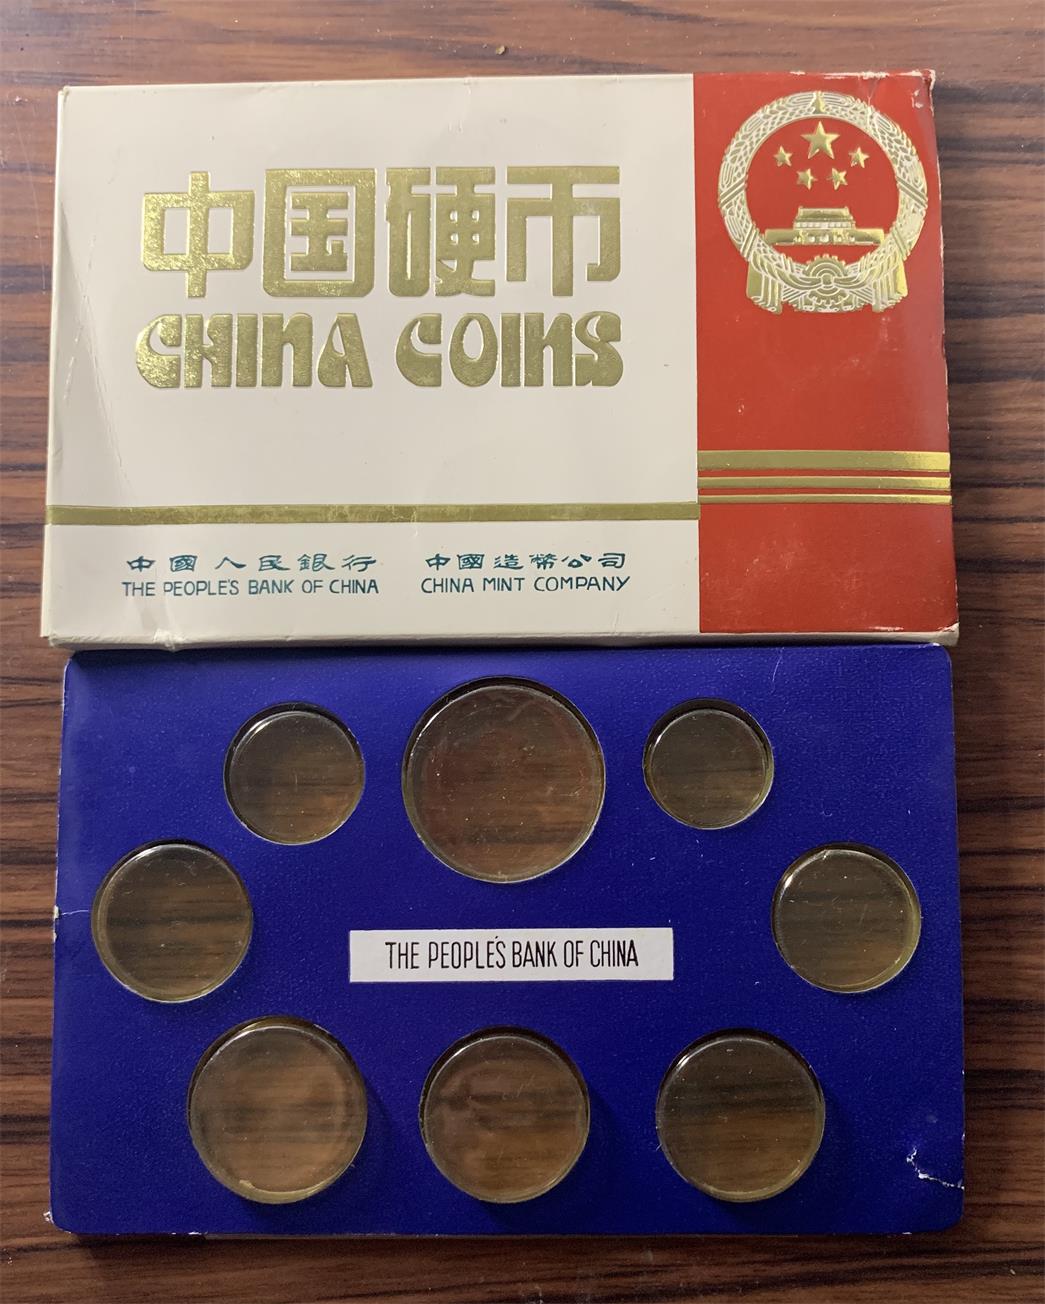 中国硬币
CHINA COINS
中國人民銀行 中國造幣公司
THE PEOPLE'S BANK OF CHINA CHINA MINT COMPANY
THE PEOPLE'S BANK OF CHINA